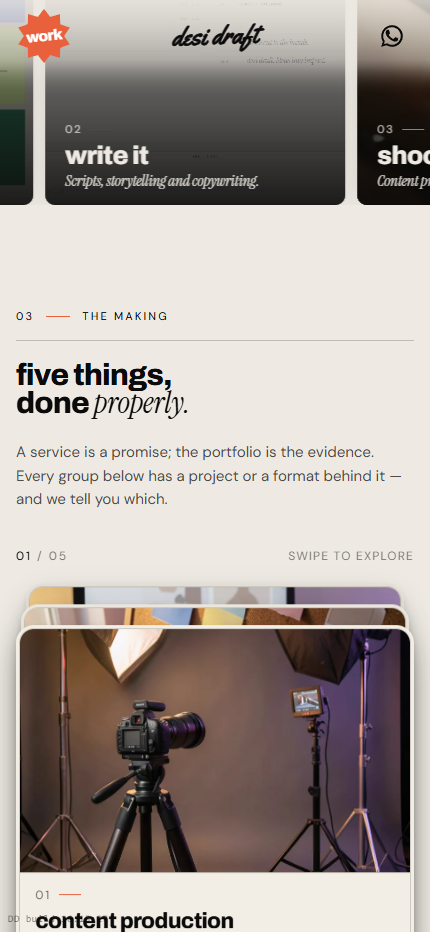 work
desi draft
02
write it
Scripts, storytelling and copywriting.
03
shoo
Content pr
03 — THE MAKING
five things,
done properly.
A service is a promise; the portfolio is the evidence.
Every group below has a project or a format behind it —
and we tell you which.
01 / 05
SWIPE TO EXPLORE
01
content production